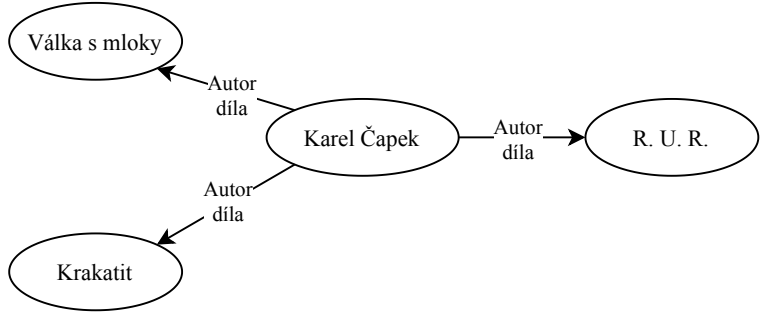 Válka s mloky
Autor
díla
Karel Čapek
Autor
díla
R. U. R.
Autor
díla
Krakatit